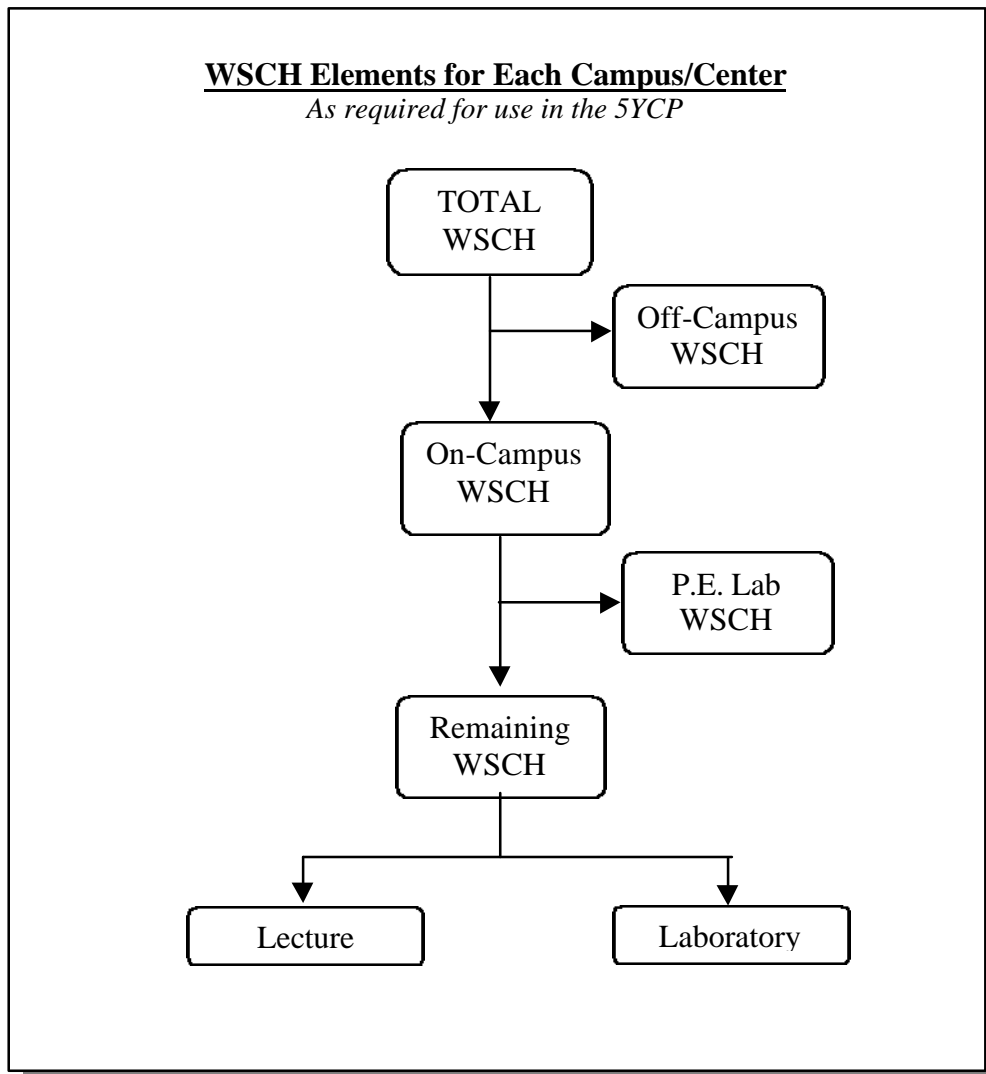 WSCH Elements for Each Campus/Center
As required for use in the 5YCP
TOTAL
WSCH
Off-Campus
WSCH
On-Campus
WSCH
P.E. Lab
WSCH
Remaining
WSCH
Lecture
Laboratory